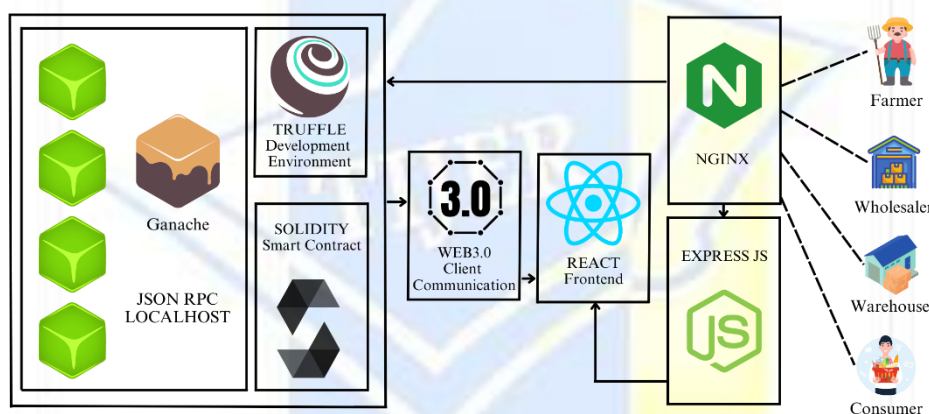 Ganache
JSON RPC
LOCALHOST
TRUFFLE
Development
Environment
SOLIDITY
Smart Contract
3.0
WEB3.0
Client
Communication
REACT
Frontend
N
NGINX
EXPRESS JS
JS
Farmer
Wholesaler
Warehouse
Consumer